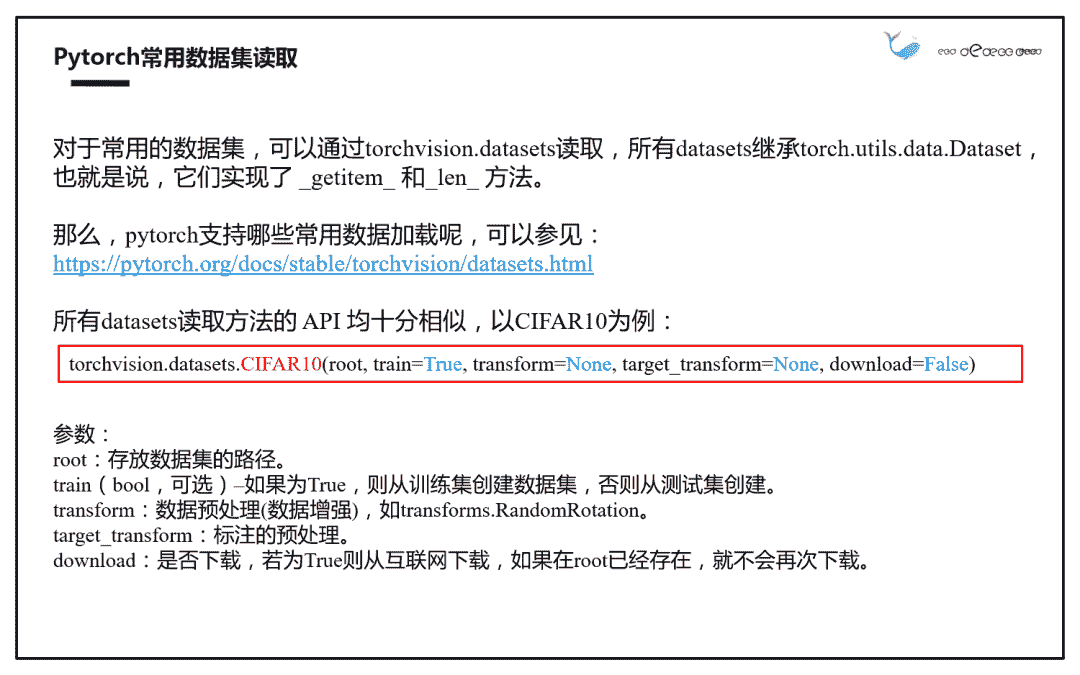 Pytorch常用数据集读取
对于常用的数据集，可以通过torchvision.datasets读取，所有datasets继承torch.utils.data.Dataset，
也就是说，它们实现了 _getitem_ 和_len_ 方法。
那么，pytorch支持哪些常用数据加载呢，可以参见：
https://pytorch.org/docs/stable/torchvision/datasets.html
所有datasets读取方法的 API 均十分相似，以CIFAR10为例：
torchvision.datasets.CIFAR10(root, train=True, transform=None, target_transform=None, download=False)
参数：
root：存放数据集的路径。
train（bool，可选）–如果为True，则从训练集创建数据集，否则从测试集创建。
transform：数据预处理(数据增强)，如transforms.RandomRotation。
target_transform：标注的预处理。
download：是否下载，若为True则从互联网下载，如果在root已经存在，就不会再次下载。